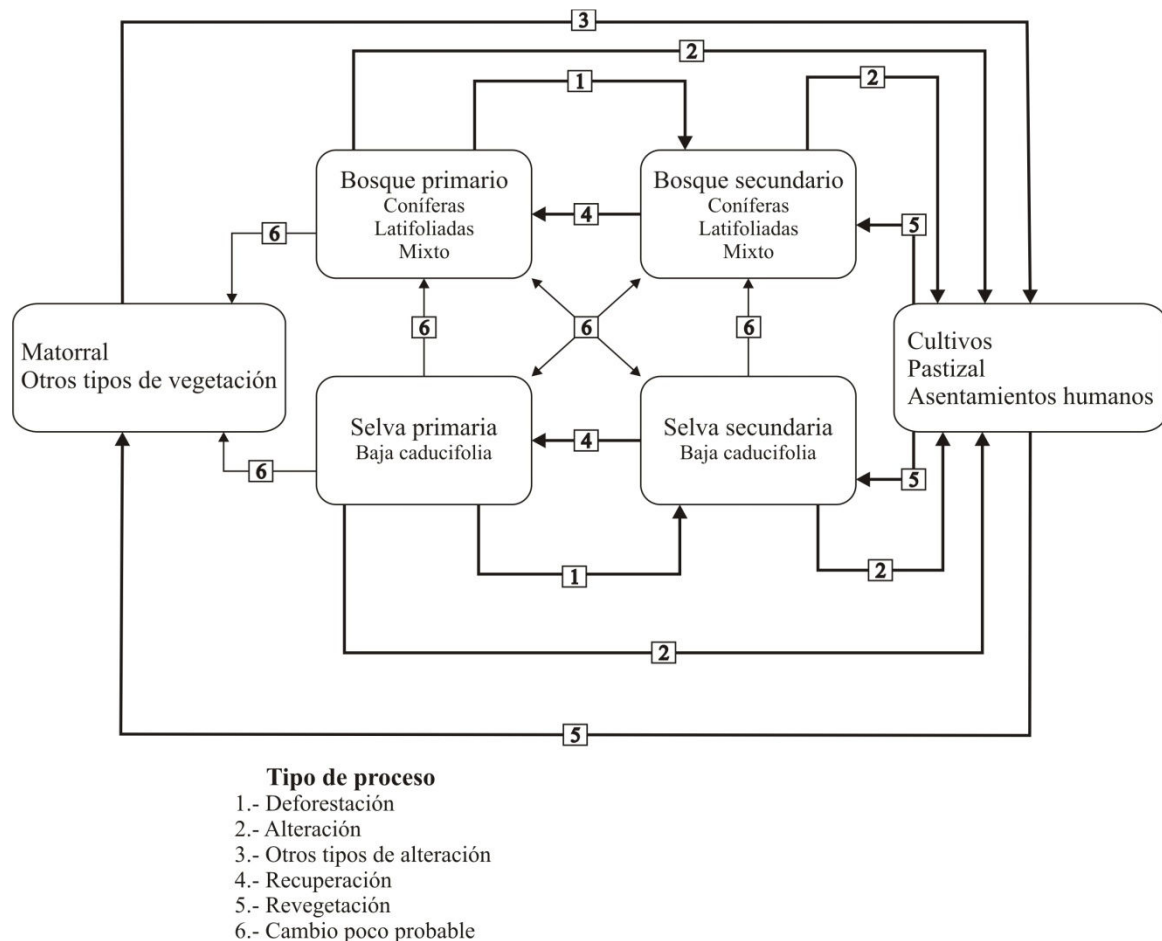 3
2
1
2
Bosque primario
Coníferas
Latifoliadas
Mixto
4
Bosque secundario
Coníferas
Latifoliadas
Mixto
5
6
6
6
6
Matorral
Otros tipos de vegetación
Cultivos
Pastizal
Asentamientos humanos
Selva primaria
Baja caducifolia
4
Selva secundaria
Baja caducifolia
6
5
1
2
2
5
Tipo de proceso
1.- Deforestación
2.- Alteración
3.- Otros tipos de alteración
4.- Recuperación
5.- Revegetación
6.- Cambio poco probable